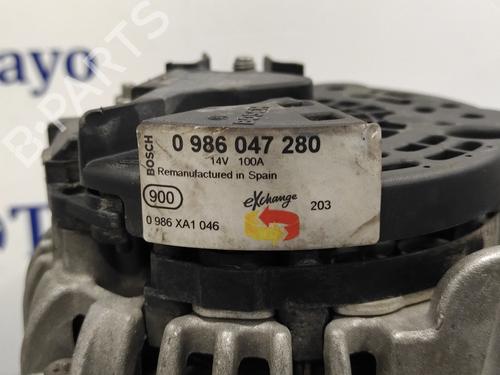 ayo
B-PARTS
BOSCH
0 986 047 280
14V 100A
Remanufactured in Spain
900
eXchange
203
0 986 XA1 046